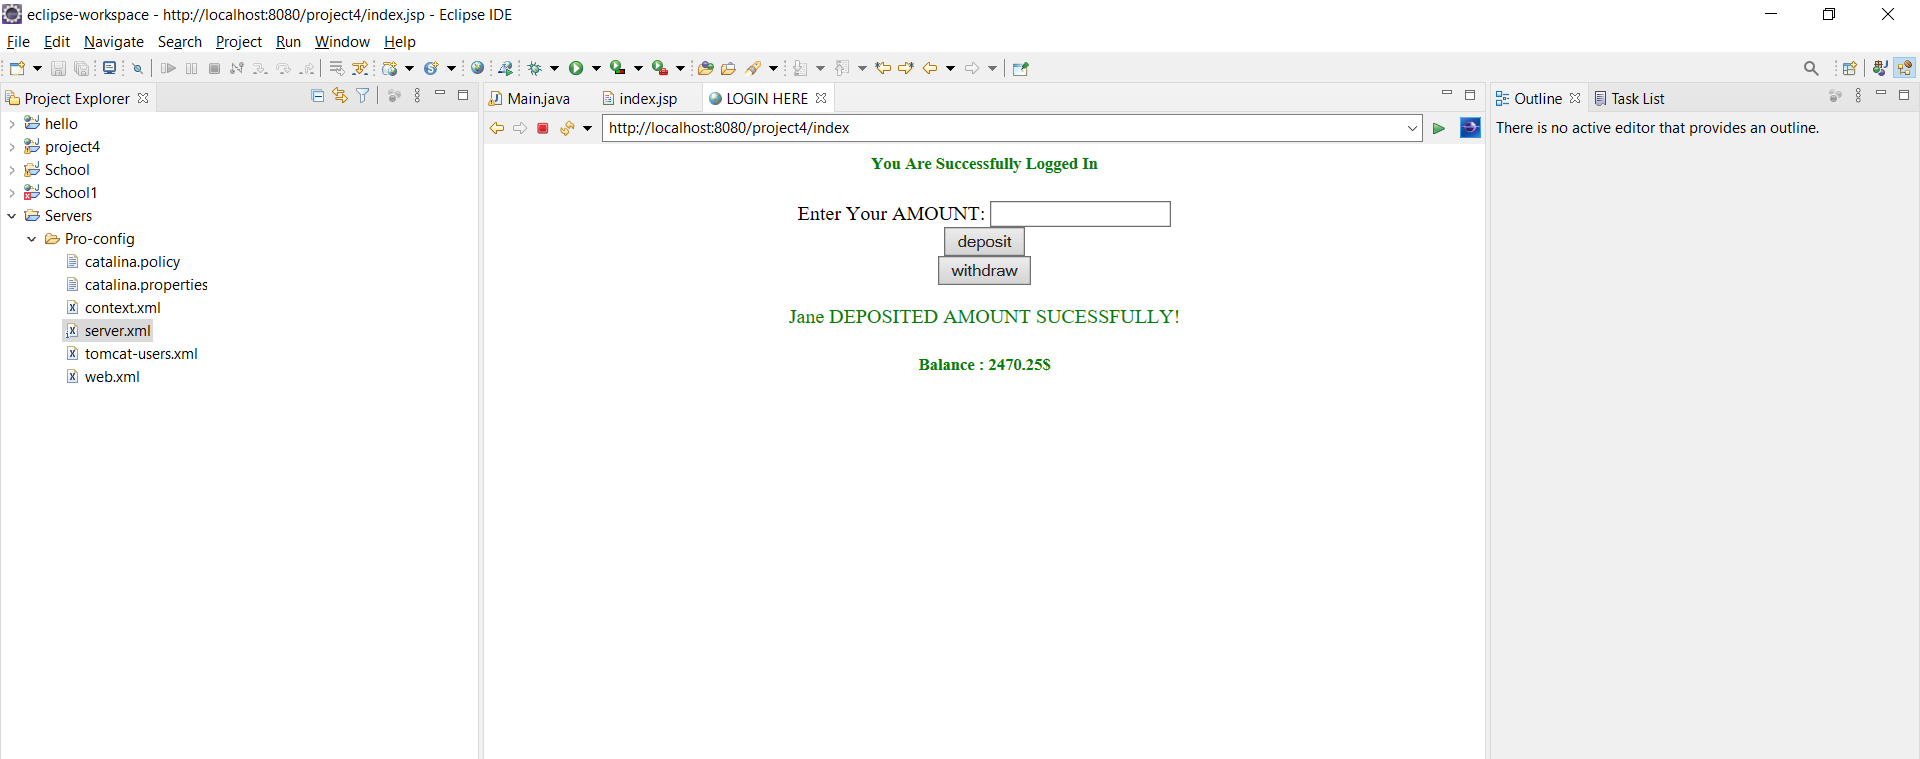 eclipse-workspace - http://localhost:8080/project4/index.jsp - Eclipse IDE
File Edit Navigate Search Project Run Window Help
Project Explorer
hello
project4
School
School1
Servers
Pro-config
catalina.policy
catalina.properties
context.xml
server.xml
tomcat-users.xml
web.xml
Main.java index.jsp LOGIN HERE
http://localhost:8080/project4/index
You Are Successfully Logged In
Enter Your AMOUNT:
deposit
withdraw
Jane DEPOSITED AMOUNT SUCESSFULLY!
Balance : 2470.25$
Outline Task List
There is no active editor that provides an outline.